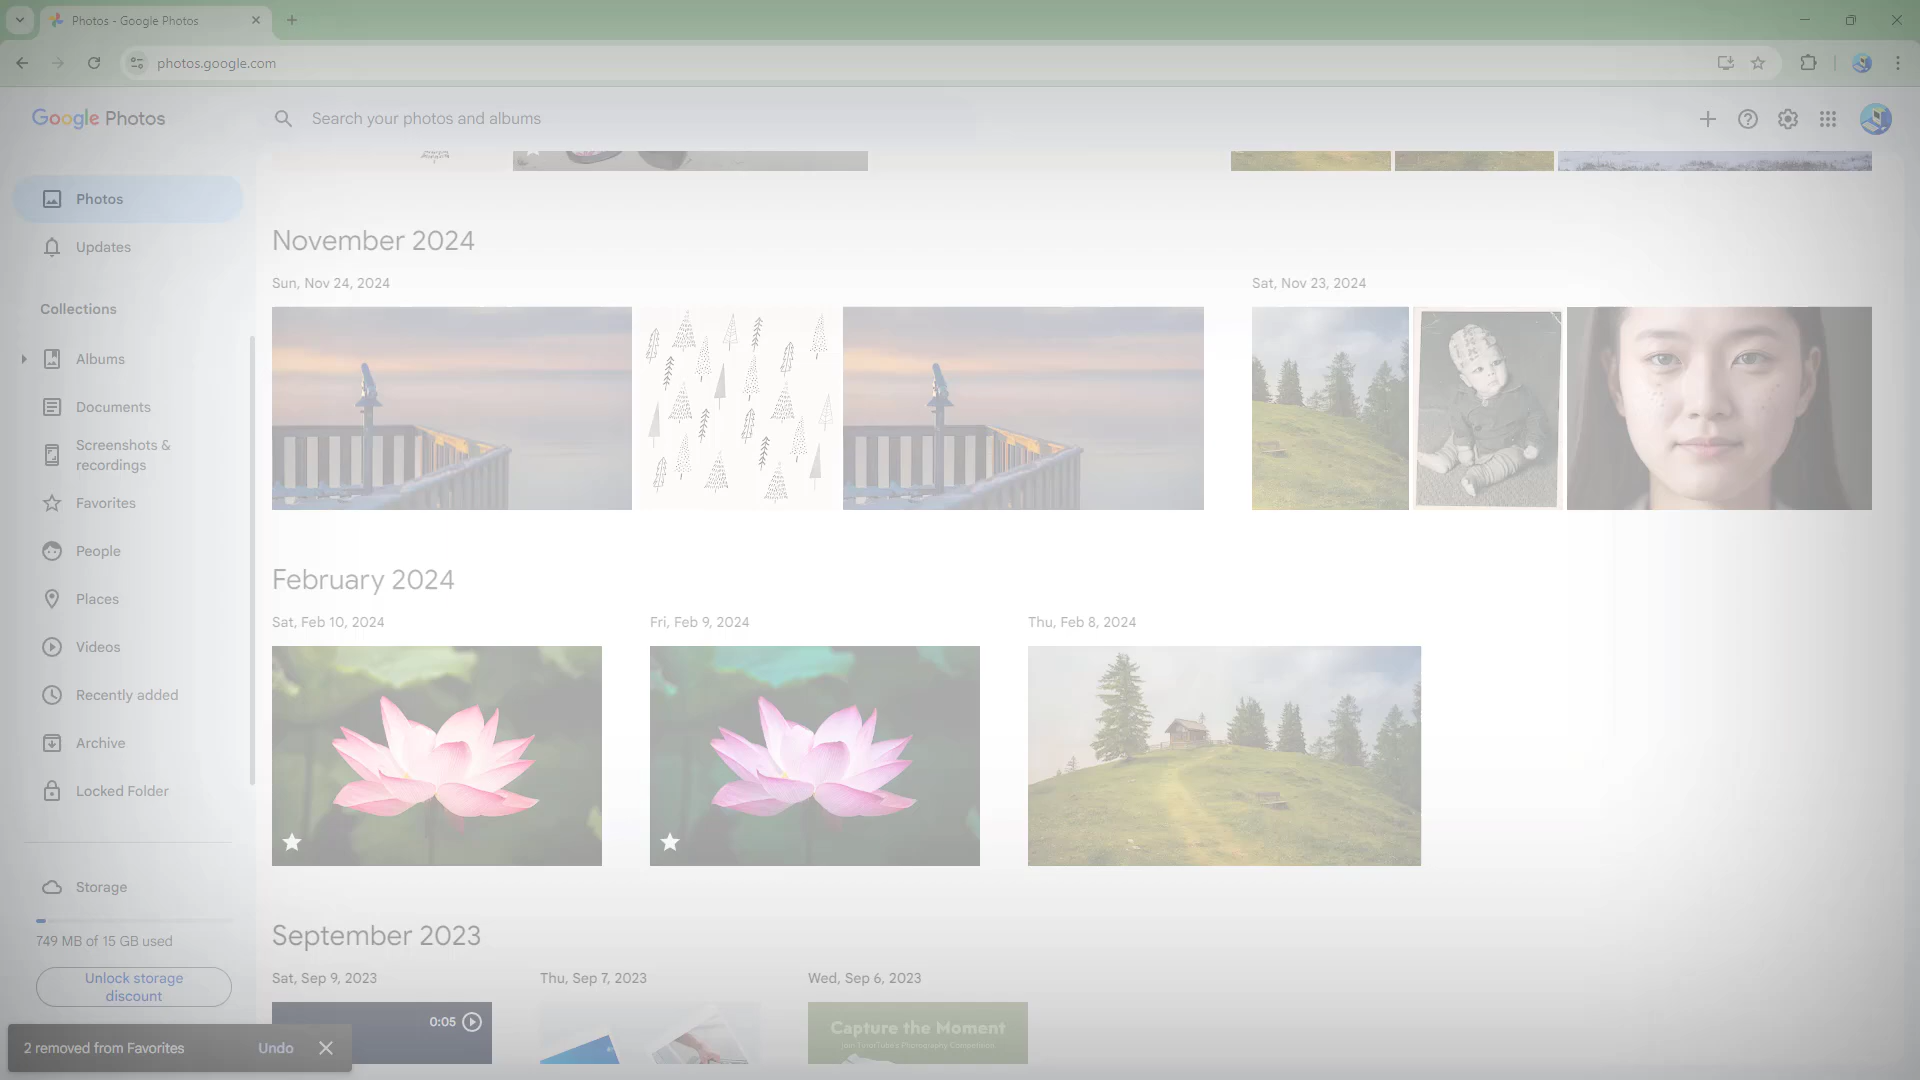 Photos - Google Photos
photos.google.com
Google Photos
Search your photos and albums
Photos
Updates
Collections
Albums
Documents
Screenshots &
recordings
Favorites
People
Places
Videos
Recently added
Archive
Locked Folder
Storage
749 MB of 15 GB used
Unlock storage
discount
2 removed from Favorites
Undo
November 2024
Sun, Nov 24, 2024
Sat, Nov 23, 2024
February 2024
Sat, Feb 10, 2024
Fri, Feb 9, 2024
Thu, Feb 8, 2024
September 2023
Sat, Sep 9, 2023
Thu, Sep 7, 2023
Wed, Sep 6, 2023
0:05
Capture the Moment
Photography Competition